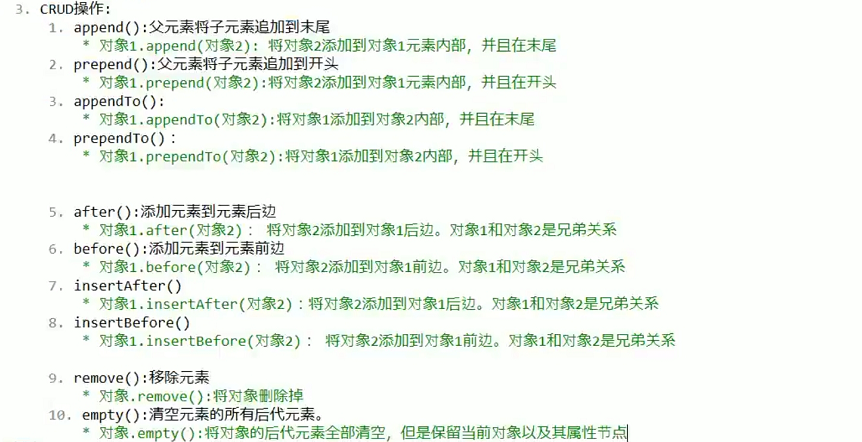 3. CRUD操作:
1. append():父元素将子元素追加到末尾
* 对象1.append(对象2): 将对象2添加到对象1元素内部，并且在末尾
2. prepend():父元素将子元素追加到开头
* 对象1.prepend(对象2):将对象2添加到对象1元素内部，并且在开头
3. appendTo():
* 对象1.appendTo(对象2):将对象1添加到对象2内部，并且在末尾
4. prependTo()：
* 对象1.prependTo(对象2):将对象1添加到对象2内部，并且在开头
5. after():添加元素到元素后边
* 对象1.after(对象2)： 将对象2添加到对象1后边。对象1和对象2是兄弟关系
6. before():添加元素到元素前边
* 对象1.before(对象2)： 将对象2添加到对象1前边。对象1和对象2是兄弟关系
7. insertAfter()
* 对象1.insertAfter(对象2)：将对象2添加到对象1后边。对象1和对象2是兄弟关系
8. insertBefore()
* 对象1.insertBefore(对象2)： 将对象2添加到对象1前边。对象1和对象2是兄弟关系
9. remove():移除元素
* 对象.remove():将对象删除掉
10. empty():清空元素的所有后代元素。
* 对象.empty():将对象的后代元素全部清空，但是保留当前对象以及其属性节点